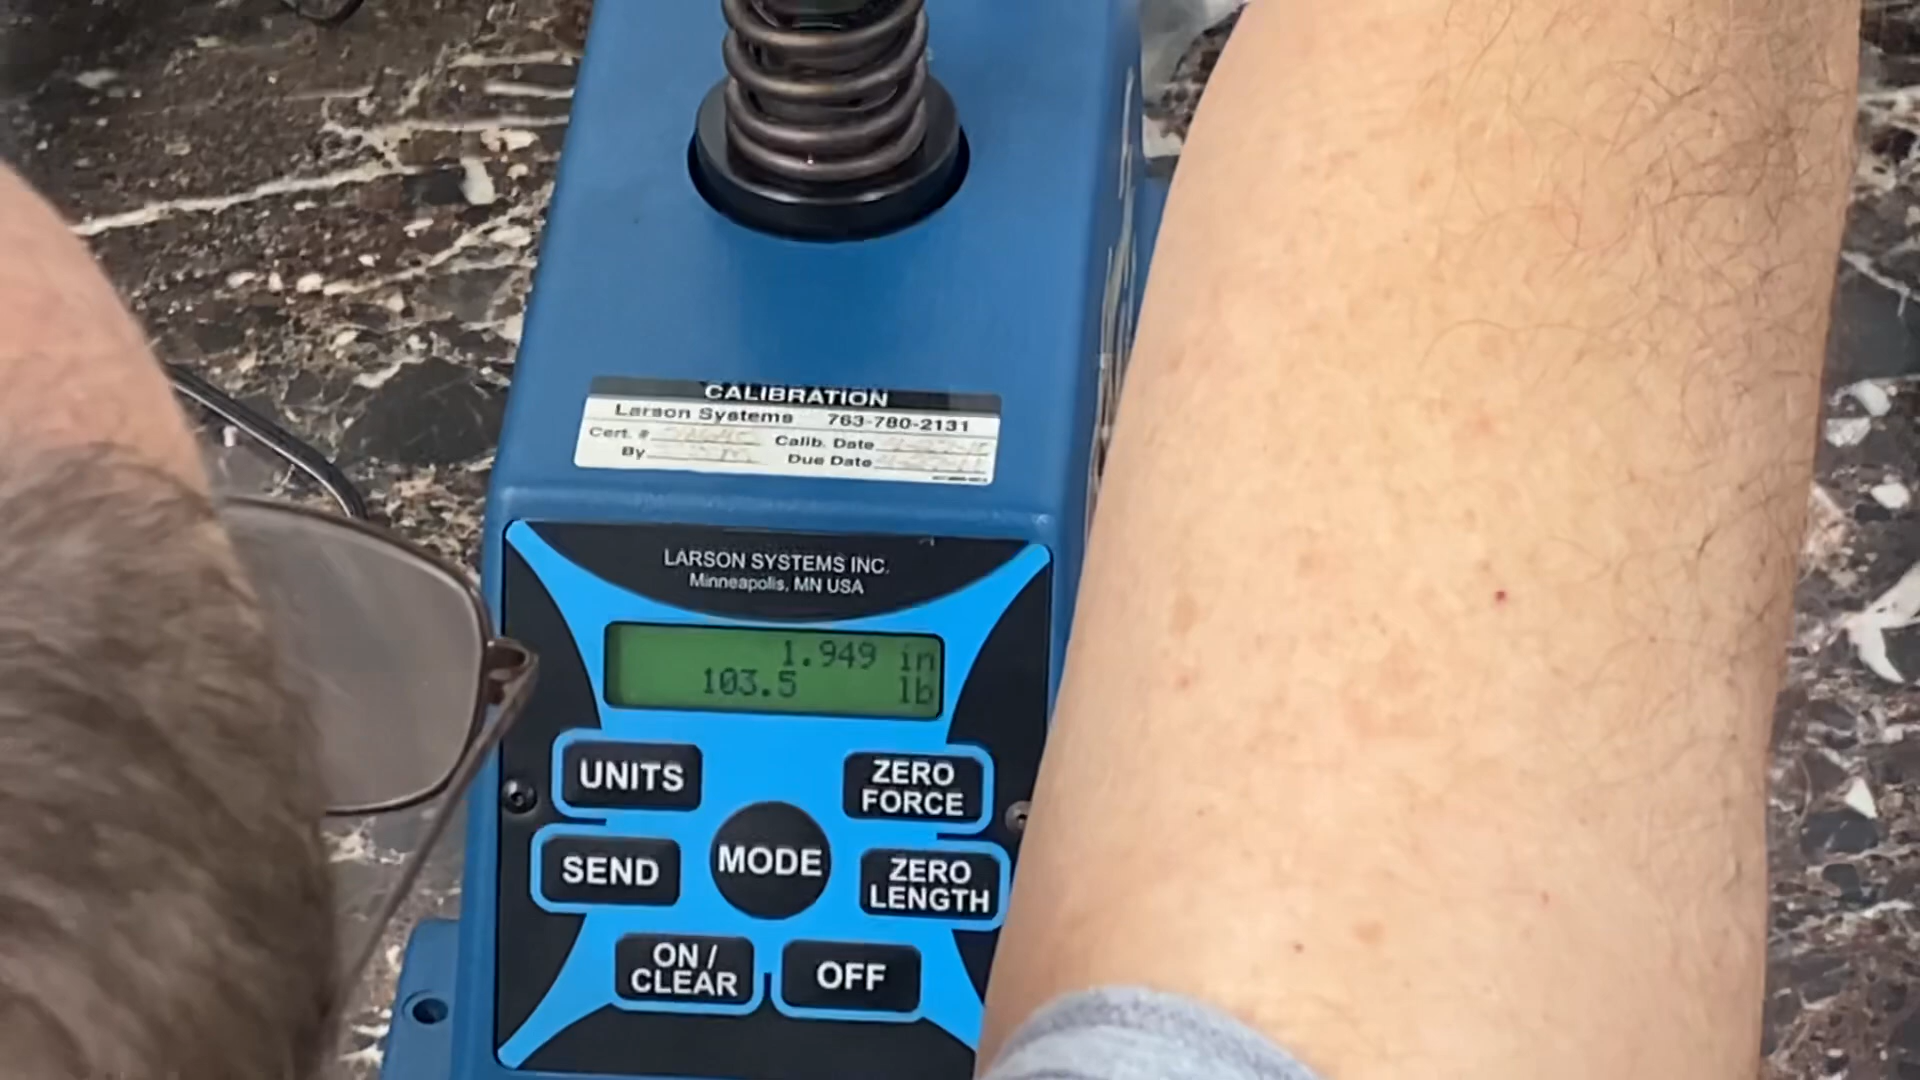 CALIBRATION
Larson Systems 763-780-2131
Cert. # Calib. Date
By Due Date
LARSON SYSTEMS INC.
Minneapolis, MN USA
1.949 in
103.5 lb
UNITS
ZERO
FORCE
SEND
MODE
ZERO
LENGTH
ON /
CLEAR
OFF